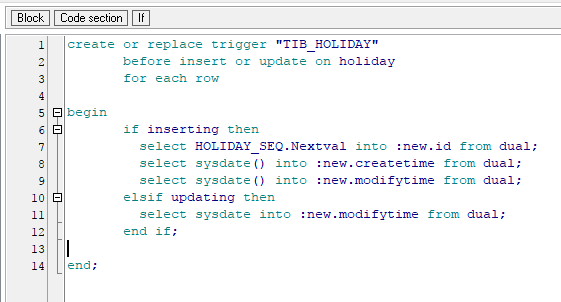 Block Code section If
1 create or replace trigger "TIB_HOLIDAY"
2 before insert or update on holiday
3 for each row
4
5 begin
6 if inserting then
7 select HOLIDAY_SEQ.Nextval into :new.id from dual;
8 select sysdate() into :new.createtime from dual;
9 select sysdate() into :new.modifytime from dual;
10 elsif updating then
11 select sysdate into :new.modifytime from dual;
12 end if;
13
14 end;